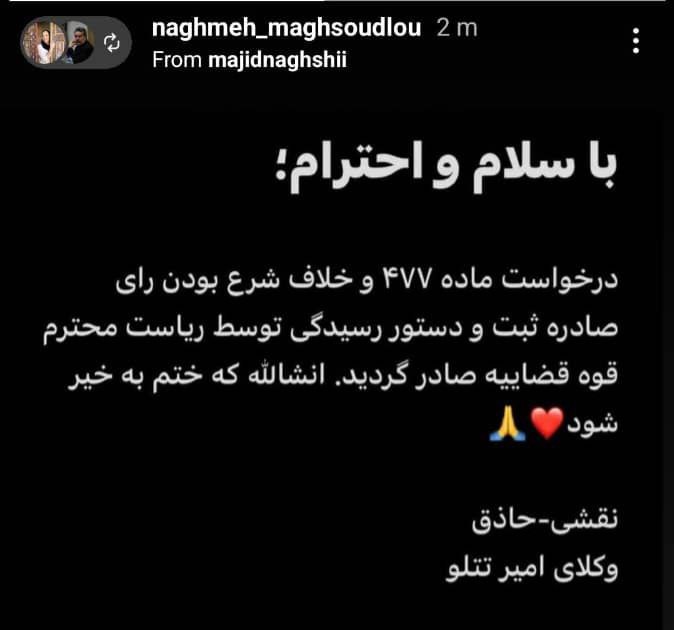 naghmeh_maghsoudlou 2 m
From majidnaghshii
با سلام و احترام؛
درخواست ماده ۴۷۷ و خلاف شرع بودن رای
صادره ثبت و دستور رسیدگی توسط ریاست محترم
قوه قضاییه صادر گردید. انشالله که ختم به خیر
شود❤️🙏
نقشی-حاذق
وکلای امیر تتلو